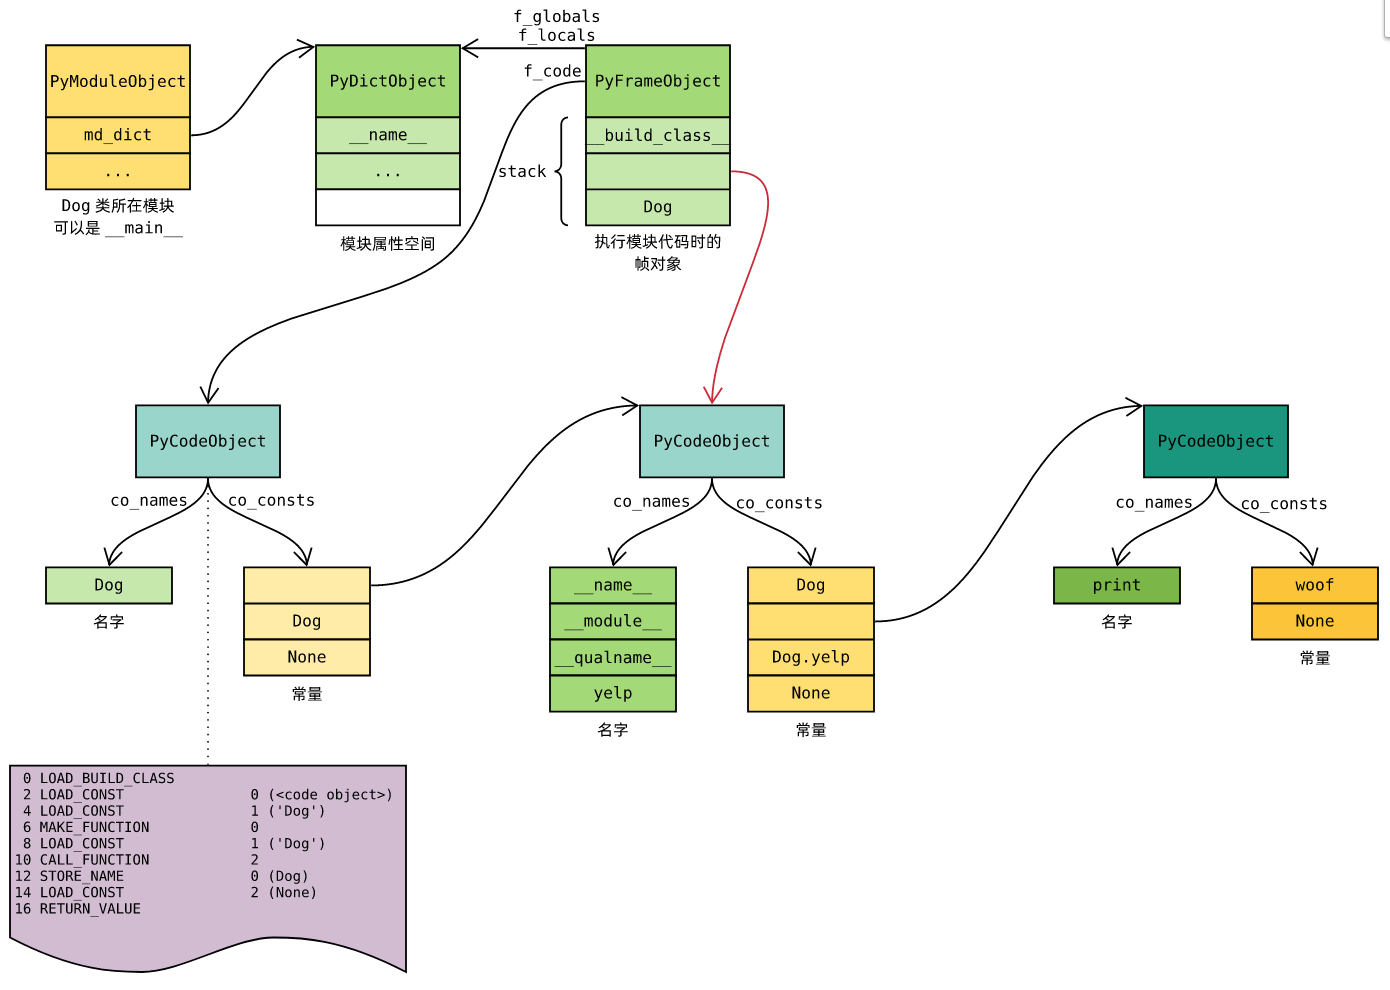 f_globals
f_locals
PyModuleObject
PyDictObject
f_code
PyFrameObject
md_dict
__name__
__build_class__
...
...
stack
Dog
Dog 类所在模块
可以是 __main__
模块属性空间
执行模块代码时的
帧对象
PyCodeObject
PyCodeObject
PyCodeObject
co_names
co_consts
co_names
co_consts
co_names
co_consts
Dog
名字
Dog
None
常量
__name__
__module__
__qualname__
yelp
名字
Dog
Dog.yelp
None
常量
print
名字
woof
None
常量
0 LOAD_BUILD_CLASS
2 LOAD_CONST 0 (<code object>)
4 LOAD_CONST 1 ('Dog')
6 MAKE_FUNCTION 0
8 LOAD_CONST 1 ('Dog')
10 CALL_FUNCTION 2
12 STORE_NAME 0 (Dog)
14 LOAD_CONST 2 (None)
16 RETURN_VALUE